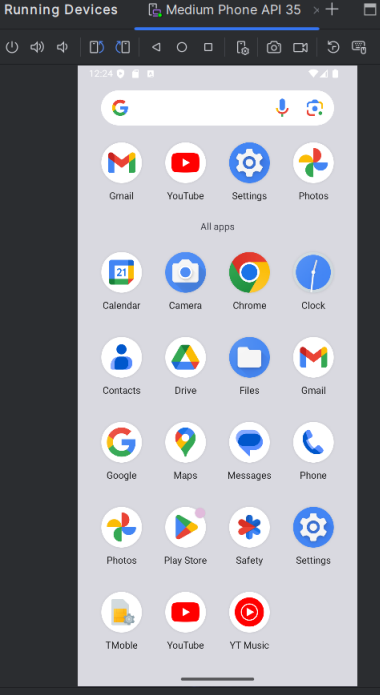 Running Devices
Medium Phone API 35
12:24
Gmail YouTube Settings Photos
All apps
21
Calendar Camera Chrome Clock
Contacts Drive Files Gmail
Google Maps Messages Phone
Photos Play Store Safety Settings
TMoble YouTube YT Music